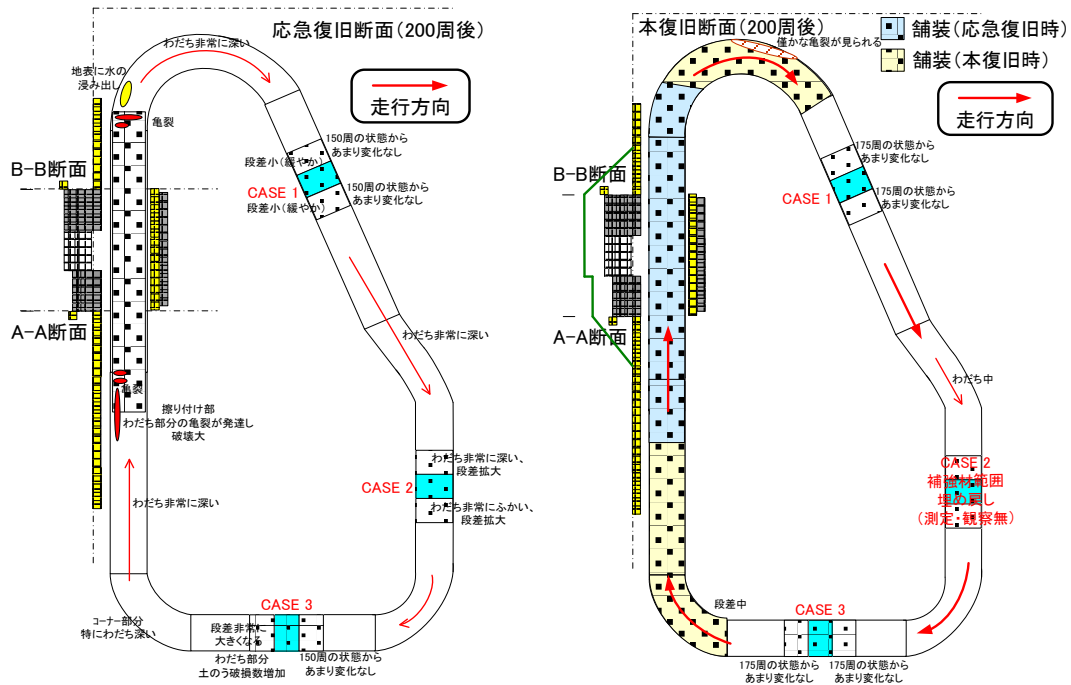 応急復旧断面(200周後)
わだち非常に深い
地表に水の
浸み出し
走行方向
亀裂
150周の状態から
あまり変化なし
段差小(緩やか)
B-B断面
CASE 1
150周の状態から
あまり変化なし
段差小(緩やか)
A-A断面
わだち非常に深い
亀裂
擦り付け部
わだち部分の亀裂が発達し
破壊大
わだち非常に深い、
段差拡大
CASE 2
わだち非常にふかい、
段差拡大
わだち非常に深い
CASE 3
コーナー部分
特にわだち深い
段差非常に
大きくなる
わだち部分
土のう破損数増加
150周の状態から
あまり変化なし
本復旧断面(200周後)
僅かな亀裂が見られる
舗装(応急復旧時)
舗装(本復旧時)
走行方向
175周の状態から
あまり変化なし
B-B断面
CASE 1
175周の状態から
あまり変化なし
A-A断面
わだち中
CASE 2
補強材範囲
埋め戻し
(測定・観察無)
段差中
CASE 3
175周の状態から
あまり変化なし
175周の状態から
あまり変化なし